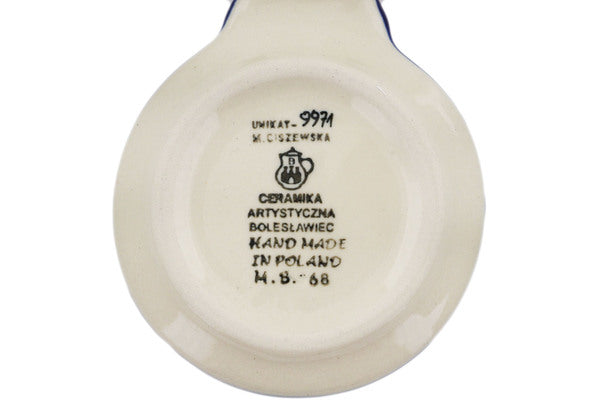 UNIKAT- 9971
M. CISZEWSKA
B
CERAMIKA
ARTYSTYCZNA
BOLESŁAWIEC
HAND MADE
IN POLAND
M.B. 68